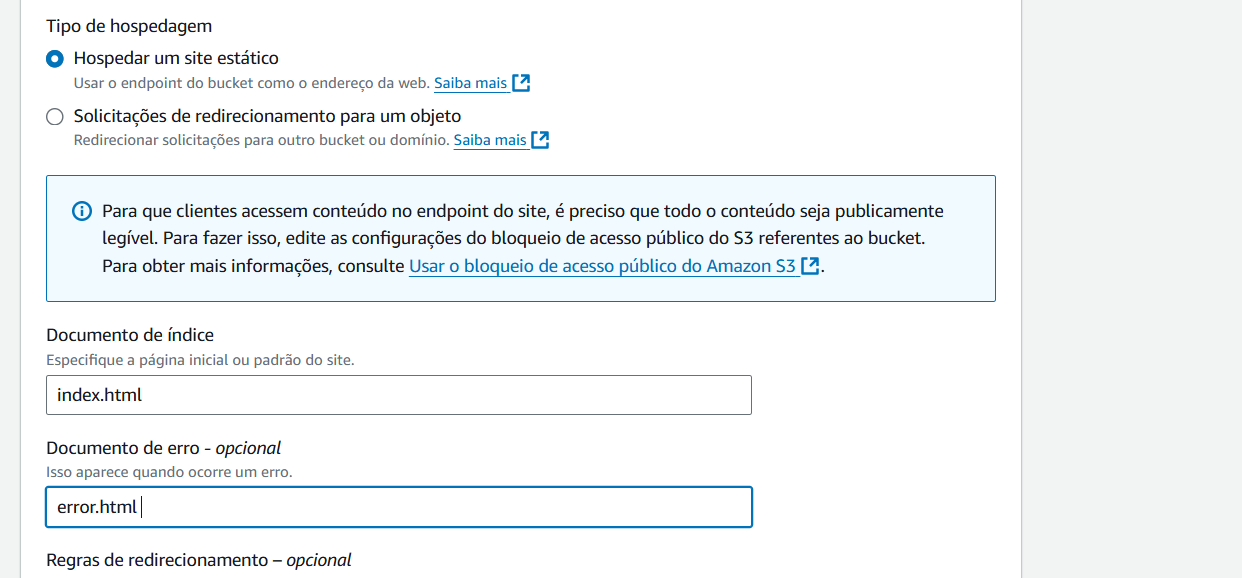 Tipo de hospedagem
Hospedar um site estático
Usar o endpoint do bucket como o endereço da web. Saiba mais
Solicitações de redirecionamento para um objeto
Redirecionar solicitações para outro bucket ou domínio. Saiba mais
Para que clientes acessem conteúdo no endpoint do site, é preciso que todo o conteúdo seja publicamente
legível. Para fazer isso, edite as configurações do bloqueio de acesso público do S3 referentes ao bucket.
Para obter mais informações, consulte Usar o bloqueio de acesso público do Amazon S3.
Documento de índice
Especifique a página inicial ou padrão do site.
index.html
Documento de erro - opcional
Isso aparece quando ocorre um erro.
error.html
Regras de redirecionamento – opcional